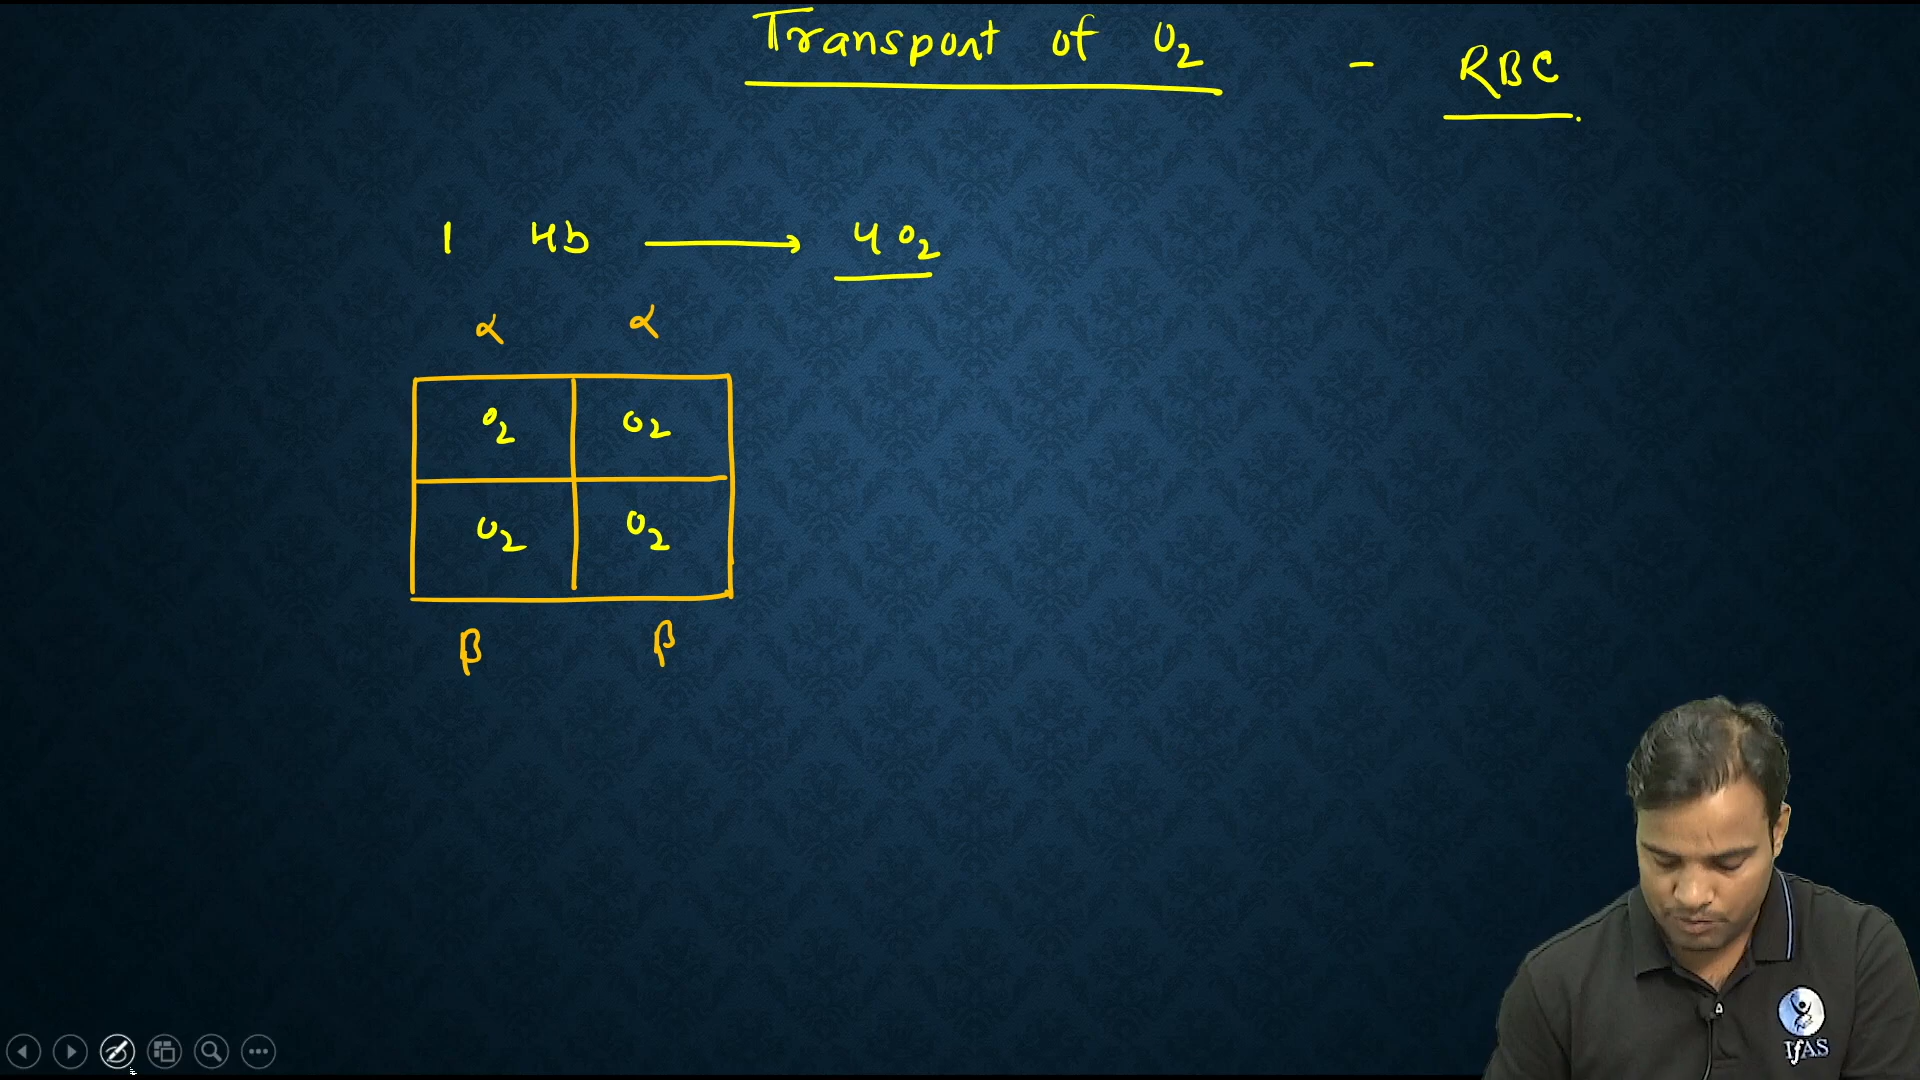 Transport of O2 - RBC
1 Hb → 4 O2
α α
O2 O2
O2 O2
β β
IfAS